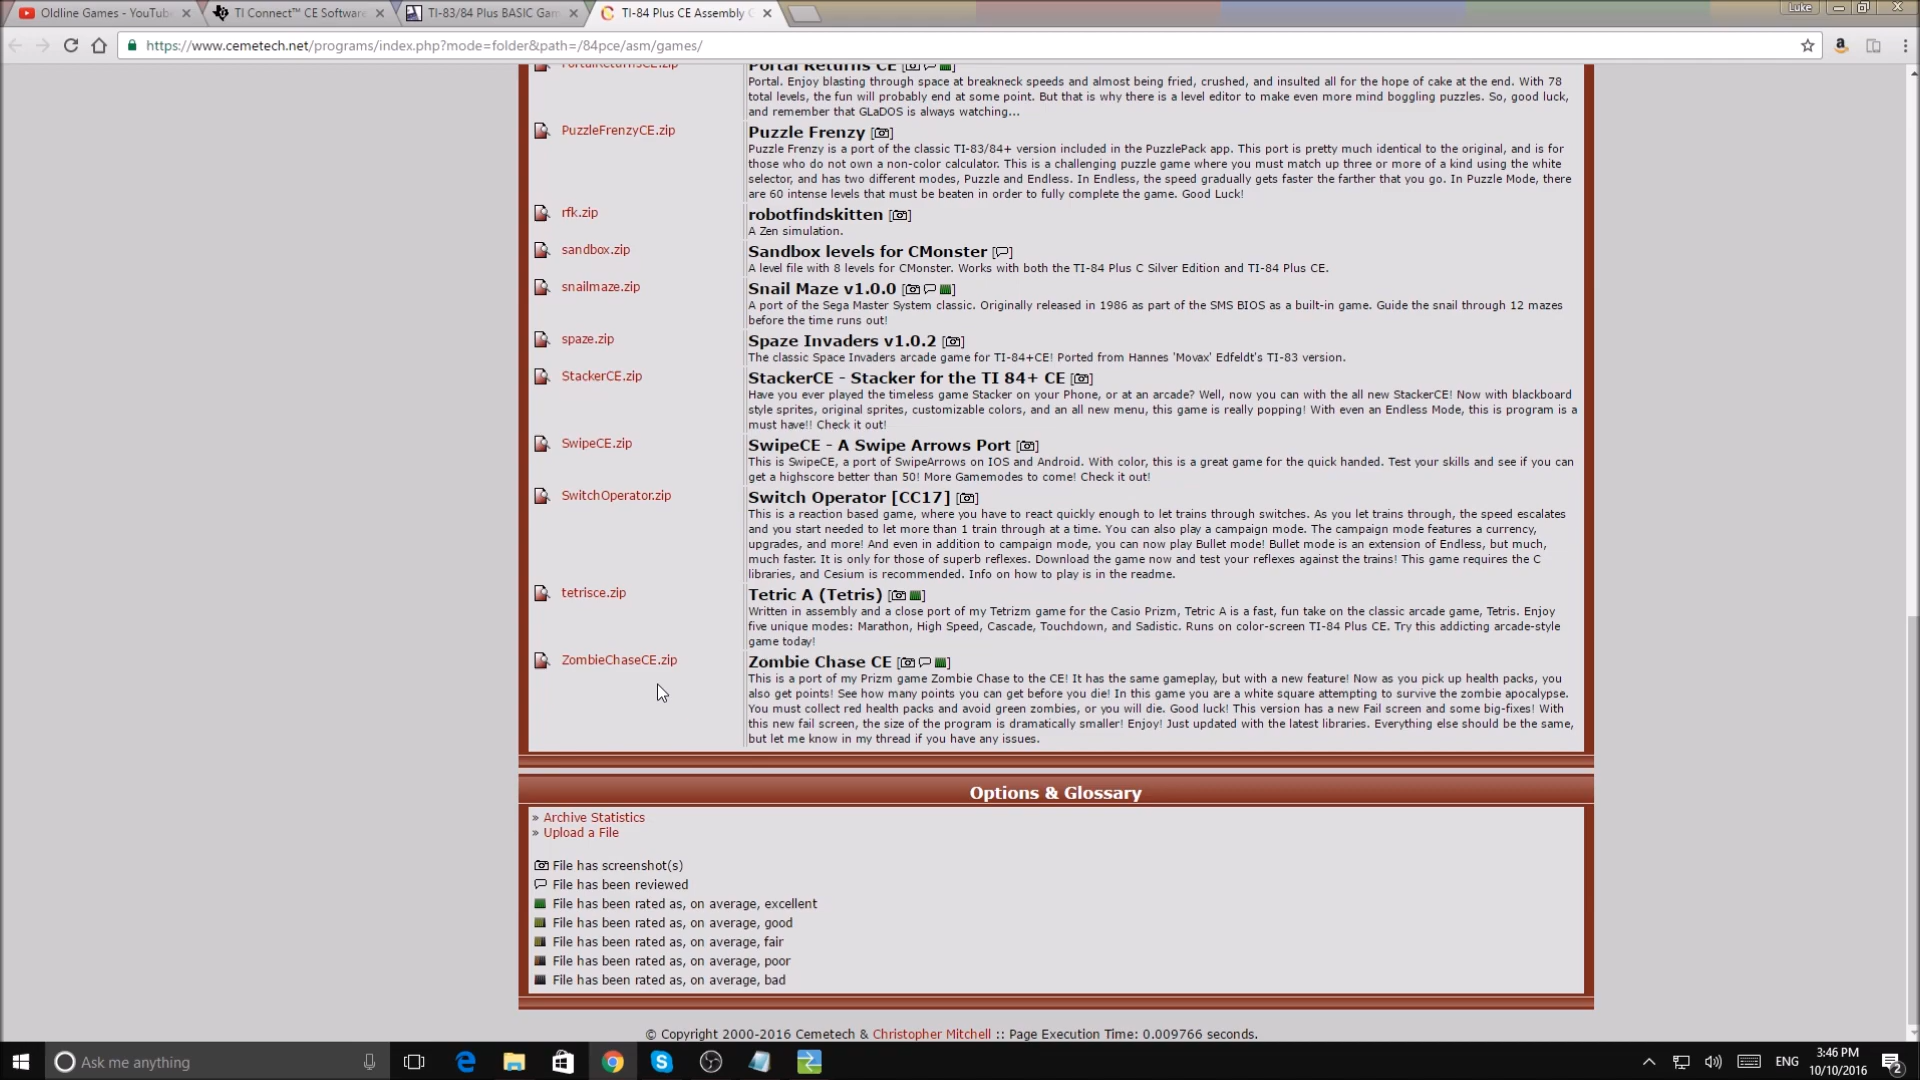 Oldline Games - YouTube
TI Connect™ CE Software
TI-83/84 Plus BASIC Gam
TI-84 Plus CE Assembly G
Luke
https://www.cemetech.net/programs/index.php?mode=folder&path=/84pce/asm/games/
PortalReturnsCE.zip
Portal Returns CE
Portal. Enjoy blasting through space at breakneck speeds and almost being fried, crushed, and insulted all for the hope of cake at the end. With 78
total levels, the fun will probably end at some point. But that is why there is a level editor to make even more mind boggling puzzles. So, good luck,
and remember that GLaDOS is always watching...
PuzzleFrenzyCE.zip
Puzzle Frenzy [ ]
Puzzle Frenzy is a port of the classic TI-83/84+ version included in the PuzzlePack app. This port is pretty much identical to the original, and is for
those who do not own a non-color calculator. This is a challenging puzzle game where you must match up three or more of a kind using the white
selector, and has two different modes, Puzzle and Endless. In Endless, the speed gradually gets faster the farther that you go. In Puzzle Mode, there
are 60 intense levels that must be beaten in order to fully complete the game. Good Luck!
rfk.zip
robotfindskitten [ ]
A Zen simulation.
sandbox.zip
Sandbox levels for CMonster [ ]
A level file with 8 levels for CMonster. Works with both the TI-84 Plus C Silver Edition and TI-84 Plus CE.
snailmaze.zip
Snail Maze v1.0.0 [ ]
A port of the Sega Master System classic. Originally released in 1986 as part of the SMS BIOS as a built-in game. Guide the snail through 12 mazes
before the time runs out!
spaze.zip
Spaze Invaders v1.0.2 [ ]
The classic Space Invaders arcade game for TI-84+CE! Ported from Hannes 'Movax' Edfeldt's TI-83 version.
StackerCE.zip
StackerCE - Stacker for the TI 84+ CE [ ]
Have you ever played the timeless game Stacker on your Phone, or at an arcade? Well, now you can with the all new StackerCE! Now with blackboard
style sprites, original sprites, customizable colors, and an all new menu, this game is really popping! With even an Endless Mode, this is program is a
must have!! Check it out!
SwipeCE.zip
SwipeCE - A Swipe Arrows Port [ ]
This is SwipeCE, a port of SwipeArrows on IOS and Android. With color, this is a great game for the quick handed. Test your skills and see if you can
get a highscore better than 50! More Gamemodes to come! Check it out!
SwitchOperator.zip
Switch Operator [CC17] [ ]
This is a reaction based game, where you have to react quickly enough to let trains through switches. As you let trains through, the speed escalates
and you start needed to let more than 1 train through at a time. You can also play a campaign mode. The campaign mode features a currency,
upgrades, and more! And even in addition to campaign mode, you can now play Bullet mode! Bullet mode is an extension of Endless, but much,
much faster. It is only for those of superb reflexes. Download the game now and test your reflexes against the trains! This game requires the C
libraries, and Cesium is recommended. Info on how to play is in the readme.
tetrisce.zip
Tetric A (Tetris) [ ]
Written in assembly and a close port of my Tetrizm game for the Casio Prizm, Tetric A is a fast, fun take on the classic arcade game, Tetris. Enjoy
five unique modes: Marathon, High Speed, Cascade, Touchdown, and Sadistic. Runs on color-screen TI-84 Plus CE. Try this addicting arcade-style
game today!
ZombieChaseCE.zip
Zombie Chase CE [ ]
This is a port of my Prizm game Zombie Chase to the CE! It has the same gameplay, but with a new feature! Now as you pick up health packs, you
also get points! See how many points you can get before you die! In this game you are a white square attempting to survive the zombie apocalypse.
You must collect red health packs and avoid green zombies, or you will die. Good luck! This version has a new Fail screen and some big-fixes! With
this new fail screen, the size of the program is dramatically smaller! Enjoy! Just updated with the latest libraries. Everything else should be the same,
but let me know in my thread if you have any issues.
Options & Glossary
» Archive Statistics
» Upload a File
File has screenshot(s)
File has been reviewed
File has been rated as, on average, excellent
File has been rated as, on average, good
File has been rated as, on average, fair
File has been rated as, on average, poor
File has been rated as, on average, bad
© Copyright 2000-2016 Cemetech & Christopher Mitchell :: Page Execution Time: 0.009766 seconds.
Ask me anything
ENG
3:46 PM
10/10/2016
2